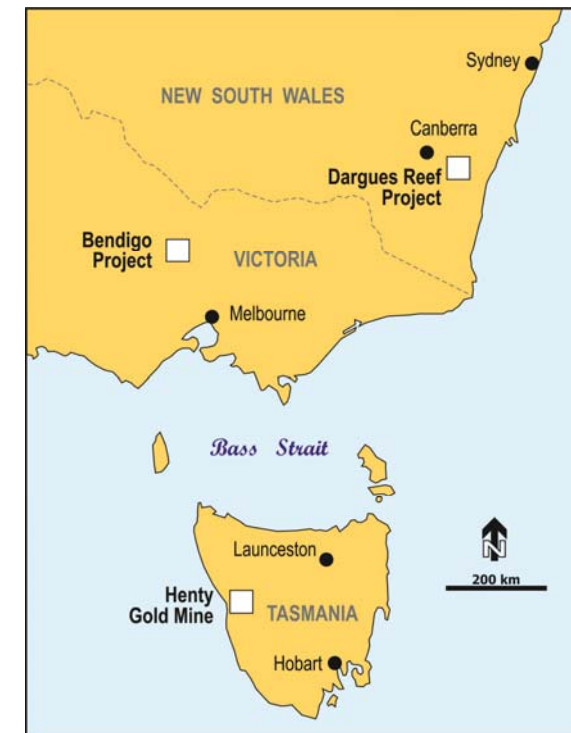 Sydney
NEW SOUTH WALES
Canberra
Dargues Reef
Project
Bendigo
Project
VICTORIA
Melbourne
Bass Strait
N
200 km
Launceston
Henty
Gold Mine
TASMANIA
Hobart